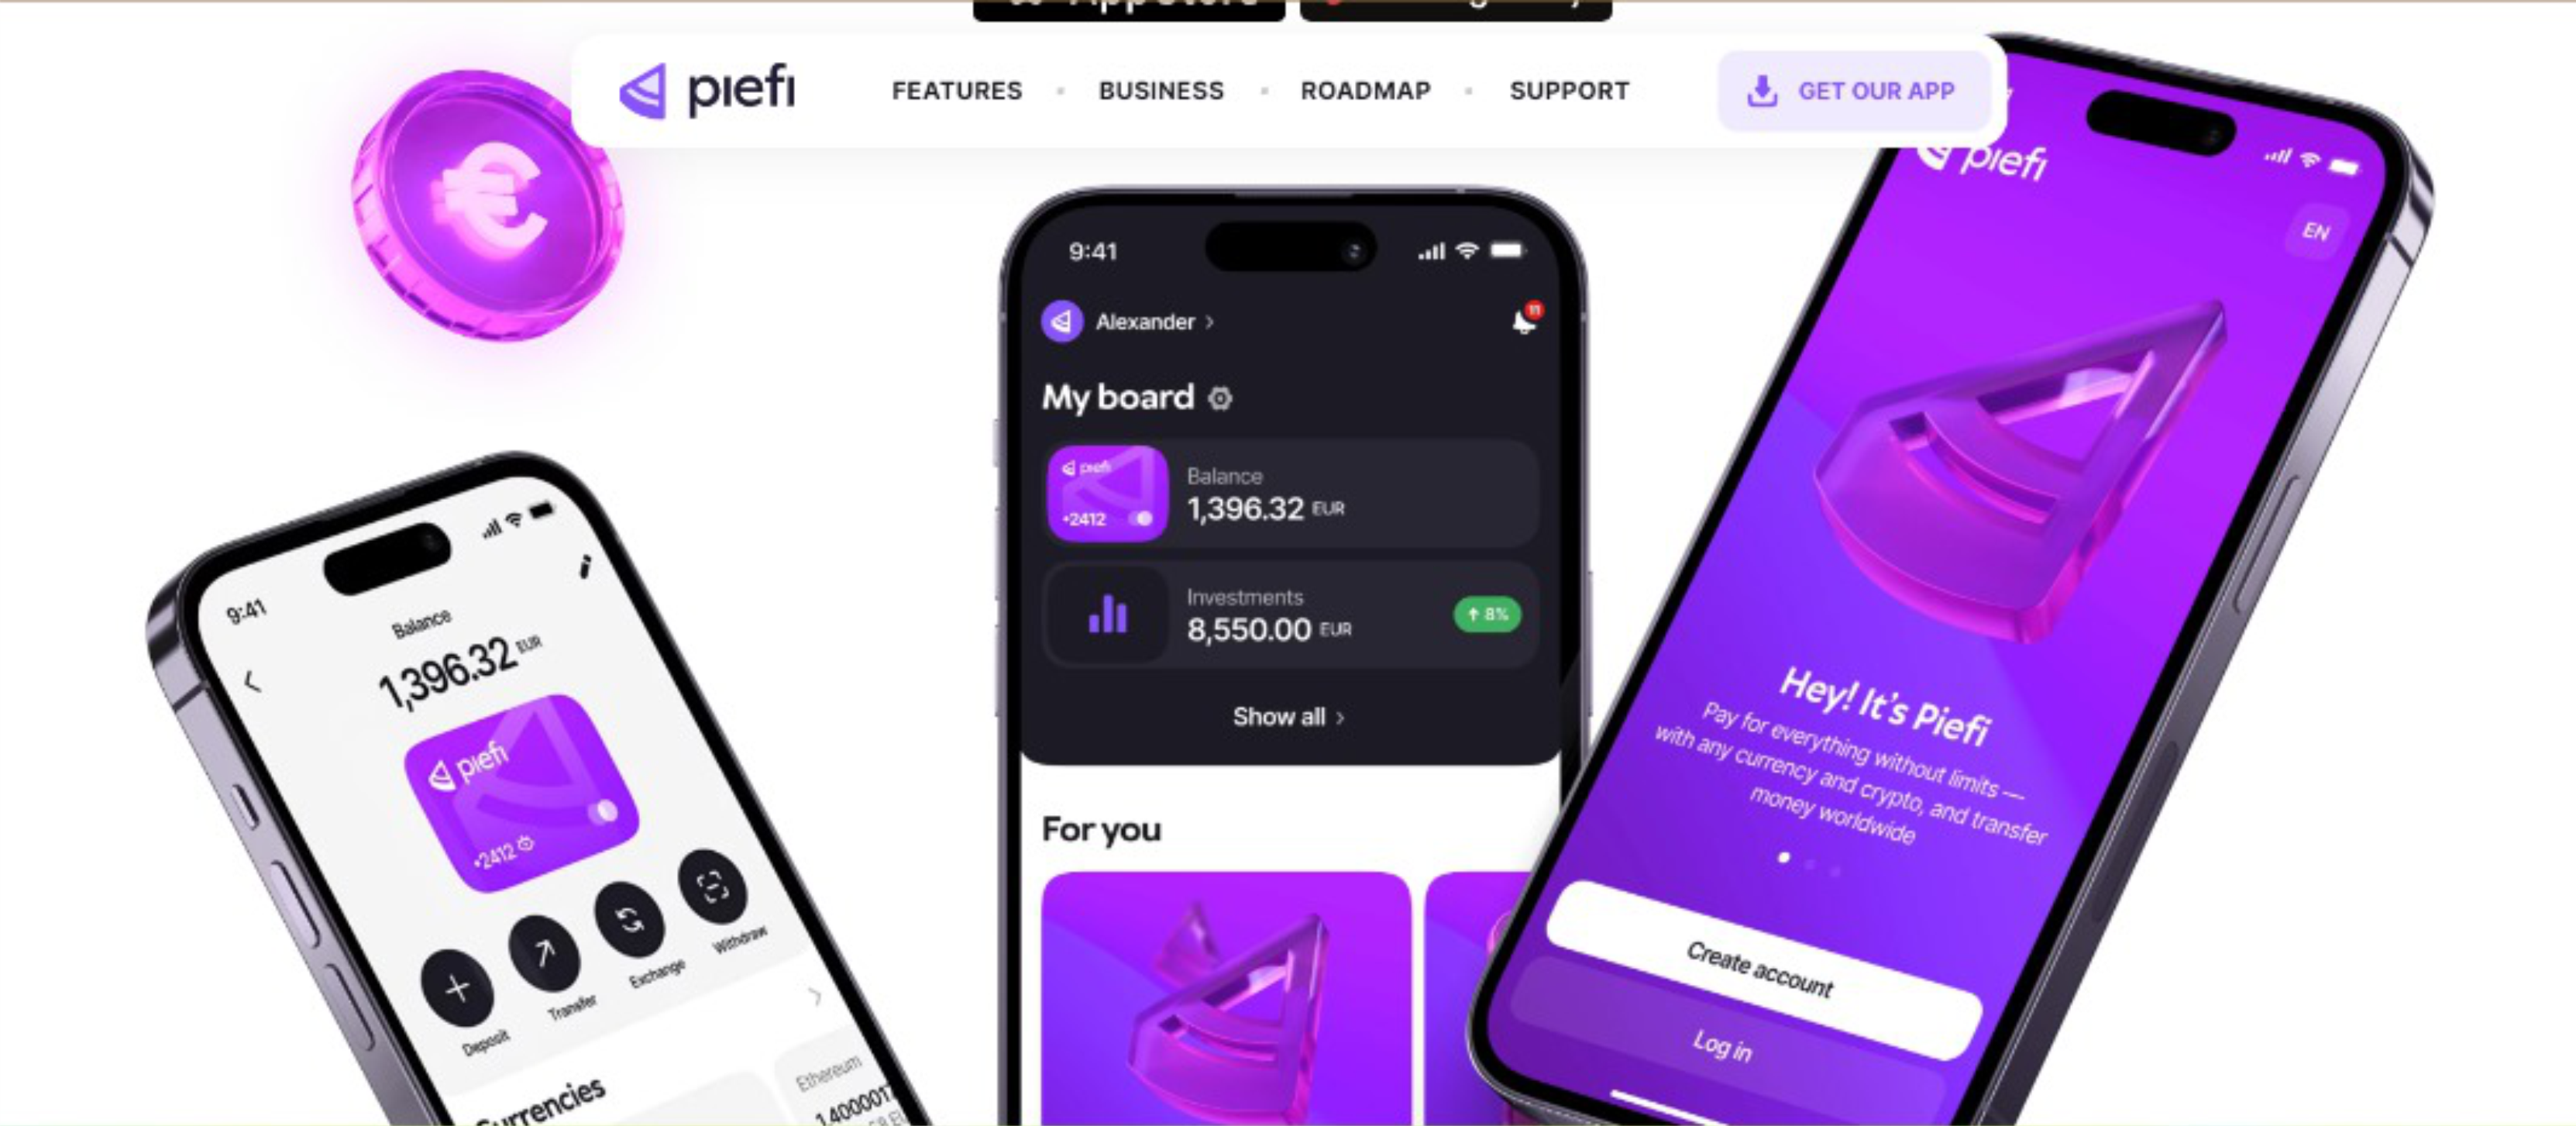 App Store
piefi
FEATURES
BUSINESS
ROADMAP
SUPPORT
GET OUR APP
9:41
Balance
1,396.32 EUR
piefi
•2412
Deposit
Transfer
Exchange
Withdraw
Currencies
Ethereum
9:41
Alexander
11
My board
piefi
•2412
Balance
1,396.32 EUR
Investments
8,550.00 EUR
8%
Show all
For you
piefi
EN
Hey! It's Piefi
Pay for everything without limits —
with any currency and crypto, and transfer
money worldwide
Create account
Log in